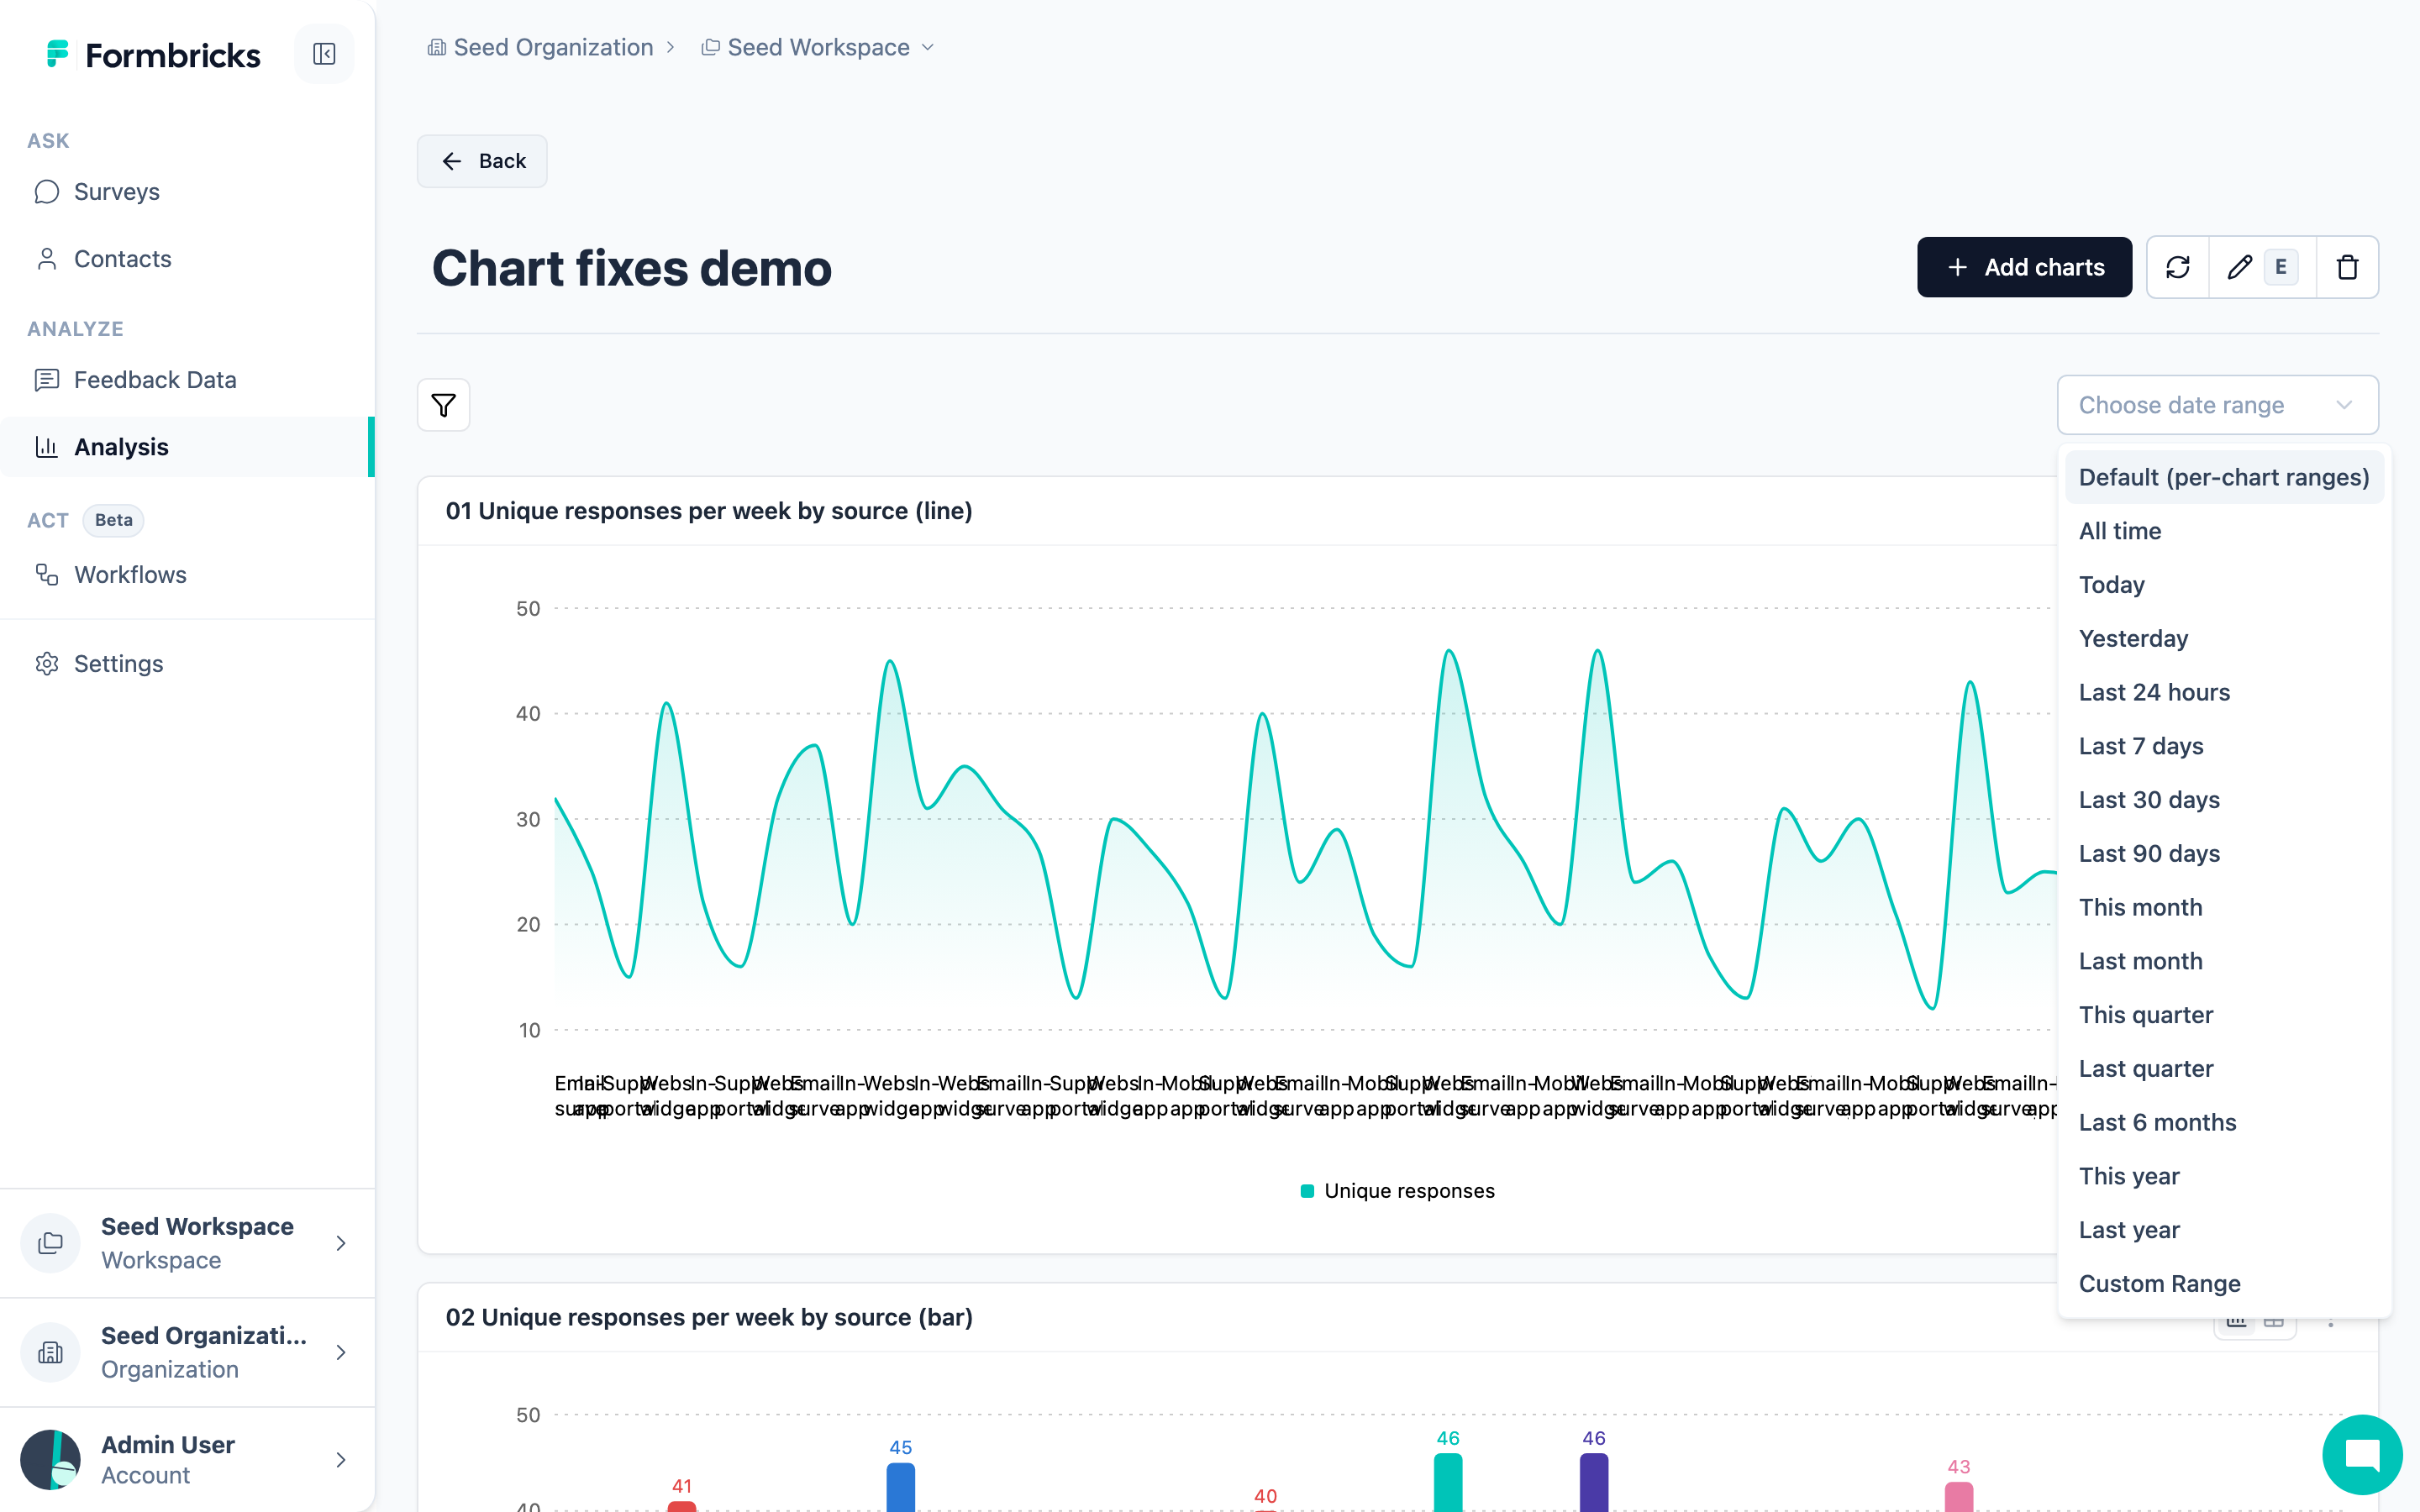 Formbricks
Seed Organization
Seed Workspace
ASK
Surveys
Contacts
ANALYZE
Feedback Data
Analysis
ACT Beta
Workflows
Settings
Seed Workspace
Workspace
Seed Organizati...
Organization
Admin User
Account
Back
Chart fixes demo
Add charts
E
Choose date range
Default (per-chart ranges)
All time
Today
Yesterday
Last 24 hours
Last 7 days
Last 30 days
Last 90 days
This month
Last month
This quarter
Last quarter
Last 6 months
This year
Last year
Custom Range
01 Unique responses per week by source (line)
50
40
30
20
10
Unique responses
02 Unique responses per week by source (bar)
50
40
41
45
40
46
46
43